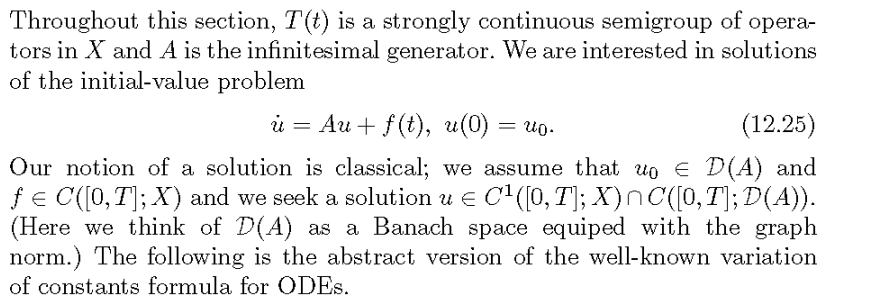 Throughout this section, T(t) is a strongly continuous semigroup of opera-
tors in X and A is the infinitesimal generator. We are interested in solutions
of the initial-value problem
u̇ = Au + f(t), u(0) = u₀. (12.25)
Our notion of a solution is classical; we assume that u₀ ∈ 𝒟(A) and
f ∈ C([0, T]; X) and we seek a solution u ∈ C¹([0, T]; X)∩C([0, T]; 𝒟(A)).
(Here we think of 𝒟(A) as a Banach space equiped with the graph
norm.) The following is the abstract version of the well-known variation
of constants formula for ODEs.